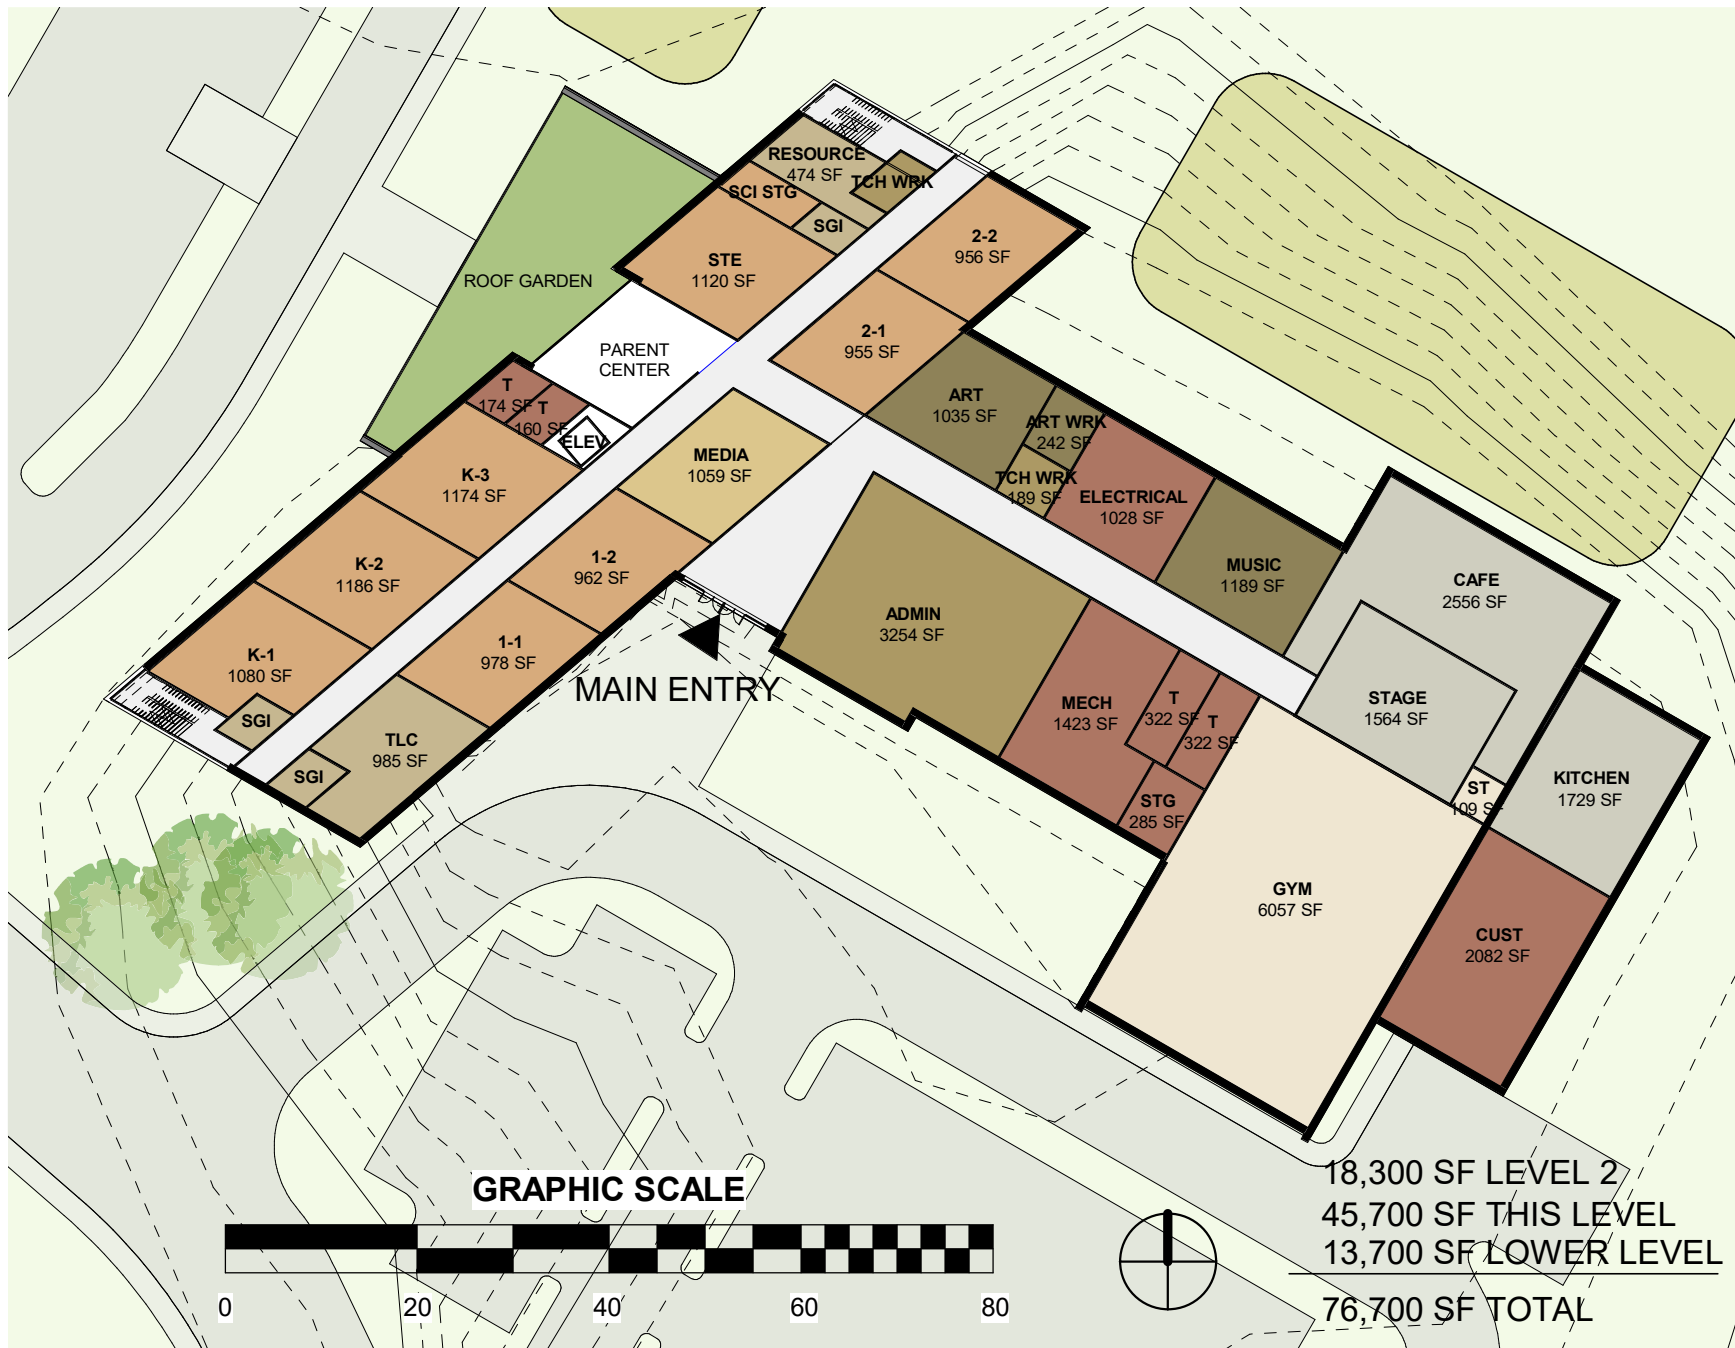 RESOURCE
474 SF
TCH WRK
SCI STG
SGI
STE
1120 SF
2-2
956 SF
ROOF GARDEN
2-1
955 SF
PARENT
CENTER
T
174 SF
T
160 SF
ELEV
ART
1035 SF
ART WRK
242 SF
TCH WRK
189 SF
ELECTRICAL
1028 SF
MEDIA
1059 SF
K-3
1174 SF
K-2
1186 SF
1-2
962 SF
MUSIC
1189 SF
CAFE
2556 SF
ADMIN
3254 SF
1-1
978 SF
K-1
1080 SF
MAIN ENTRY
SGI
TLC
985 SF
SGI
MECH
1423 SF
T
322 SF
T
322 SF
STAGE
1564 SF
STG
285 SF
ST
109 SF
KITCHEN
1729 SF
GYM
6057 SF
CUST
2082 SF
GRAPHIC SCALE
0 20 40 60 80
18,300 SF LEVEL 2
45,700 SF THIS LEVEL
13,700 SF LOWER LEVEL
76,700 SF TOTAL